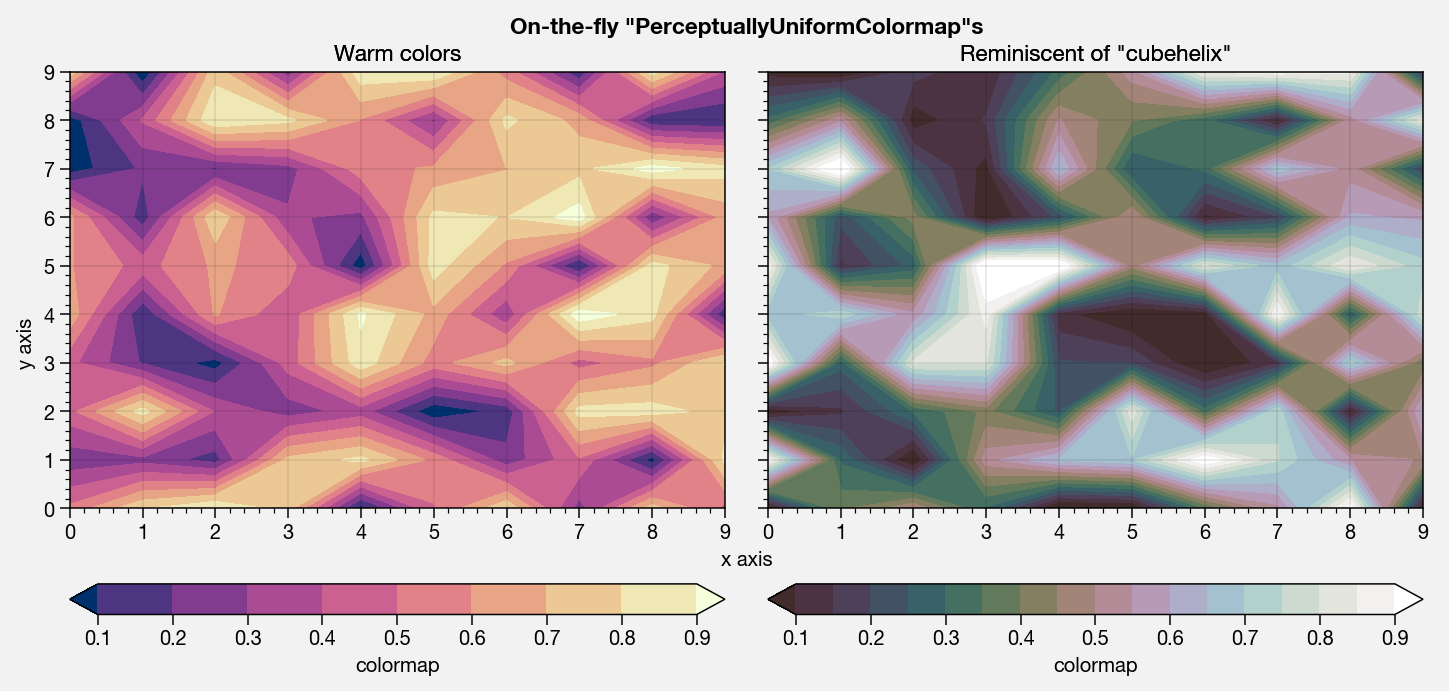 On-the-fly "PerceptuallyUniformColormap"s
Warm colors
Reminiscent of "cubehelix"
y axis
9
8
7
6
5
4
3
2
1
0
0 1 2 3 4 5 6 7 8 9
0 1 2 3 4 5 6 7 8 9
x axis
0.1 0.2 0.3 0.4 0.5 0.6 0.7 0.8 0.9
colormap
0.1 0.2 0.3 0.4 0.5 0.6 0.7 0.8 0.9
colormap